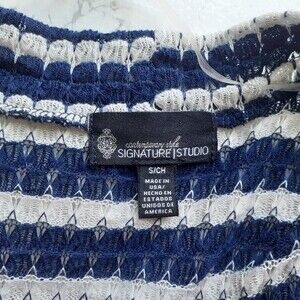 contemporary style
SIGNATURE|STUDIO
S/CH
MADE IN
USA/
HECHO EN
ESTADOS
UNIDOS DE
AMERICA